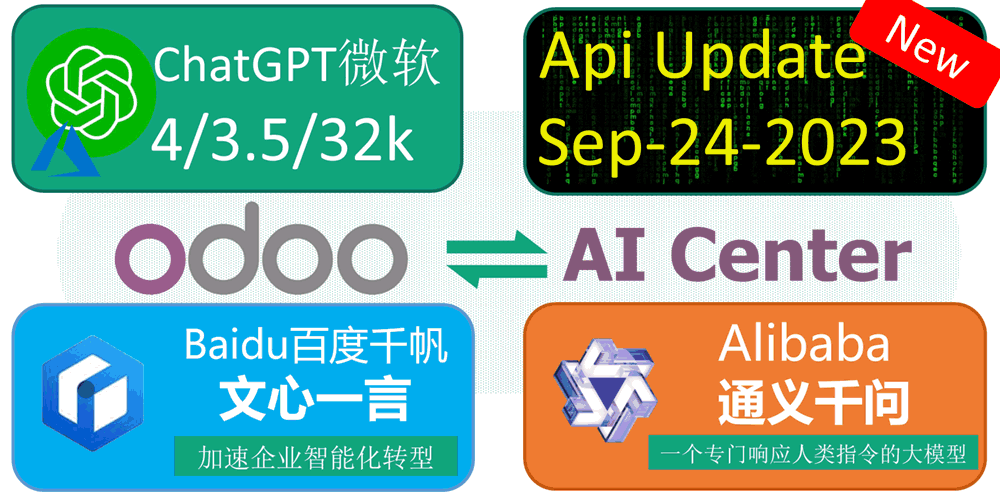 ChatGPT微软
4/3.5/32k
Api Update
Sep-24-2023
New
odoo
AI Center
Baidu百度千帆
文心一言
加速企业智能化转型
Alibaba
通义千问
一个专门响应人类指令的大模型